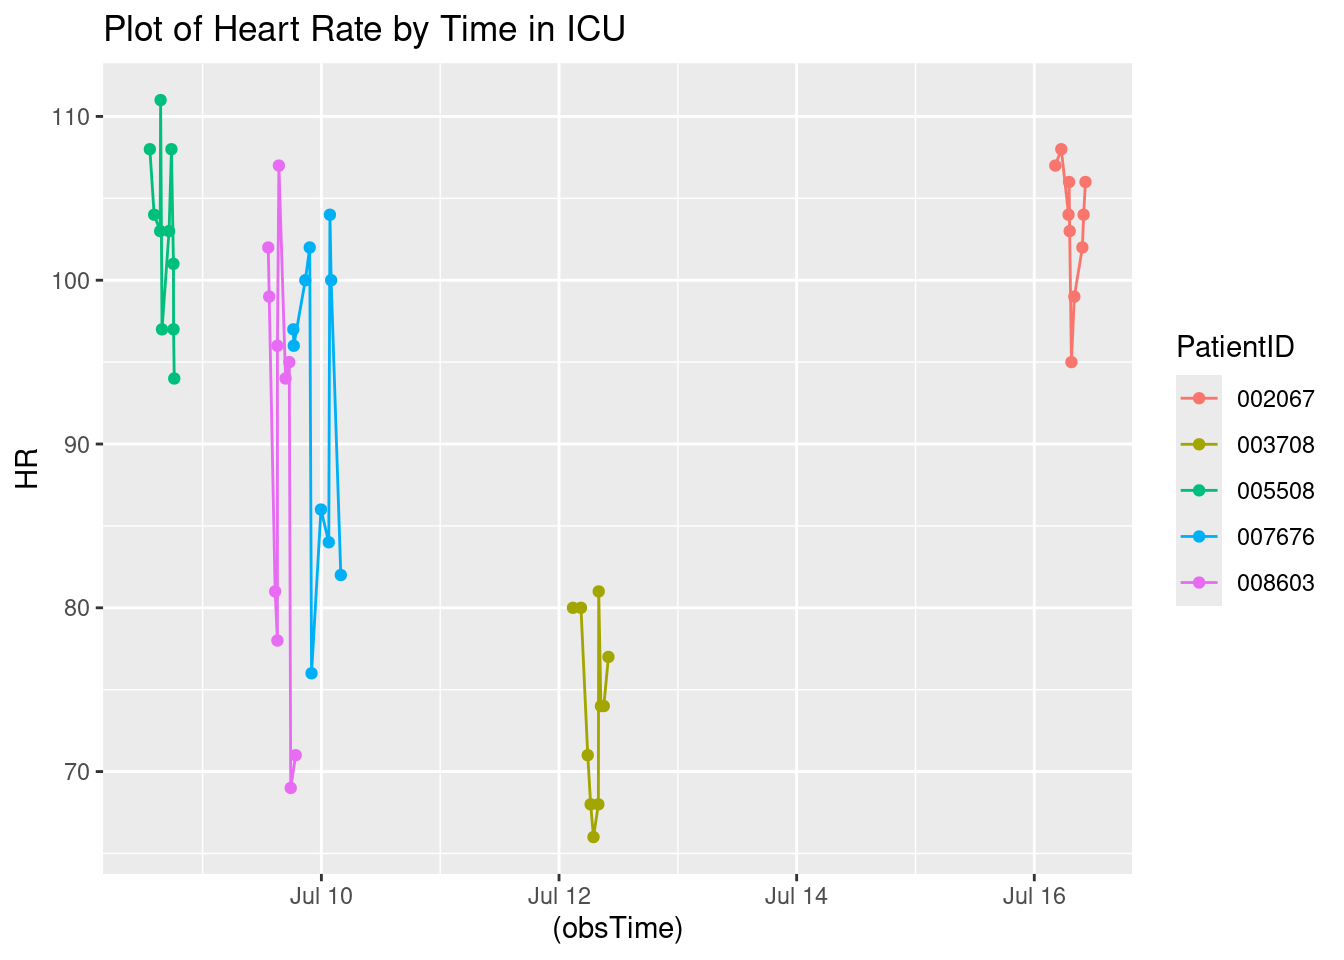 Plot of Heart Rate by Time in ICU
110
100
90
80
70
HR
Jul 10
Jul 12
Jul 14
Jul 16
(obsTime)
PatientID
002067
003708
005508
007676
008603